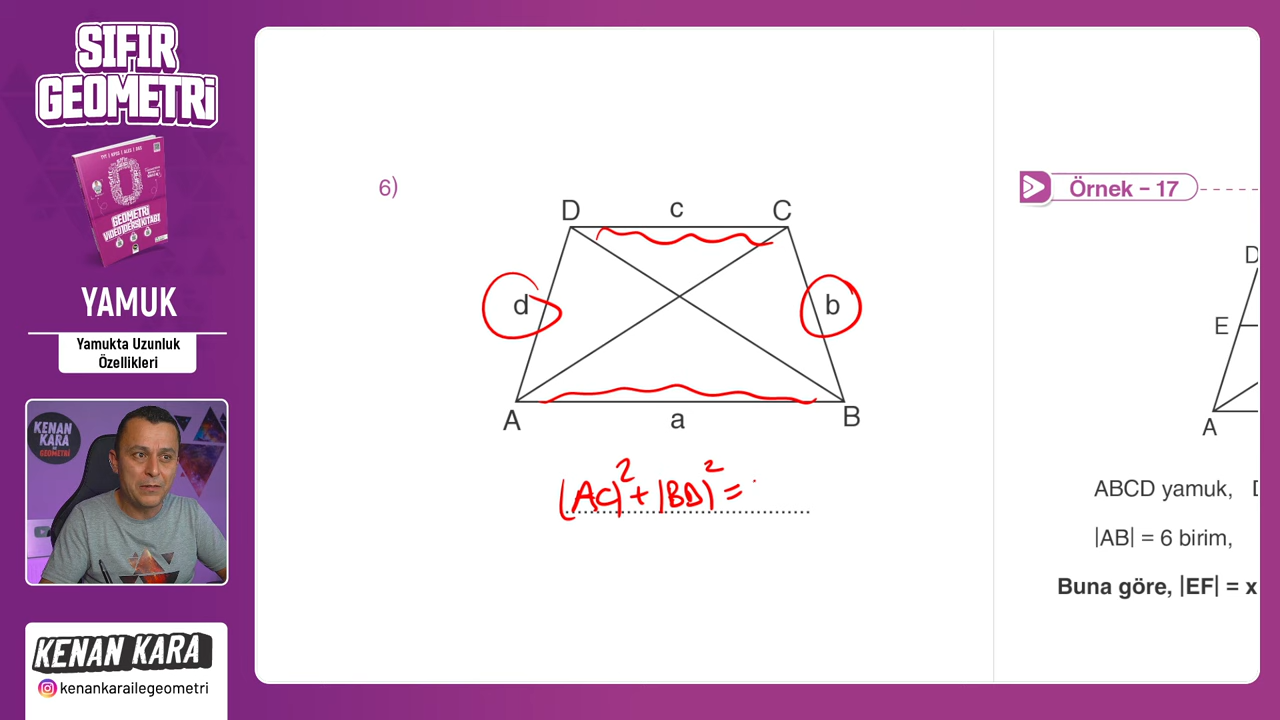 SIFIR
GEOMETRİ
GEOMETRİ
VİDEO DERS KİTABI
YAMUK
Yamukta Uzunluk
Özellikleri
KENAN
KARA
GEOMETRİ
KENAN KARA
kenankarailegeometri
6)
D c C
d b
A a B
|AC|² + |BD|² =
Örnek – 17
D
E
A
ABCD yamuk,
|AB| = 6 birim,
Buna göre, |EF| = x